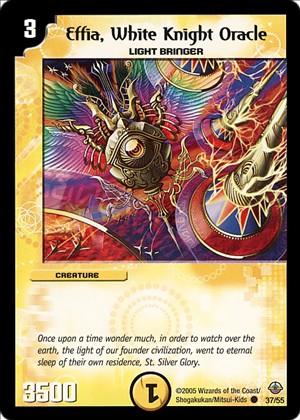 3
Effia, White Knight Oracle
LIGHT BRINGER
CREATURE
Once upon a time wonder much, in order to watch over the
earth, the light of our founder civilization, went to eternal
sleep of their own residence, St. Silver Glory.
3500
1
©2005 Wizards of the Coast/
Shogakukan/Mitsui-Kids
37/55